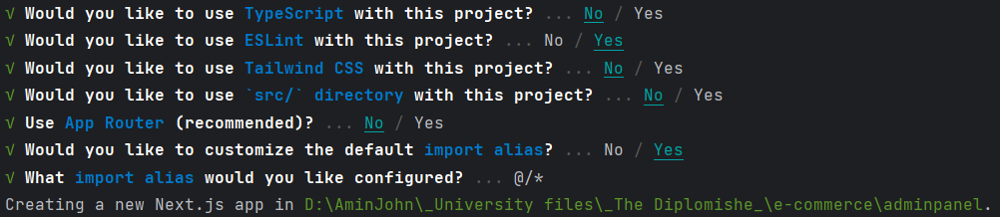 √ Would you like to use TypeScript with this project? ... No / Yes
√ Would you like to use ESLint with this project? ... No / Yes
√ Would you like to use Tailwind CSS with this project? ... No / Yes
√ Would you like to use `src/` directory with this project? ... No / Yes
√ Use App Router (recommended)? ... No / Yes
√ Would you like to customize the default import alias? ... No / Yes
√ What import alias would you like configured? ... @/*
Creating a new Next.js app in D:\AminJohn\_University files\_The Diplomishe_\e-commerce\adminpanel.